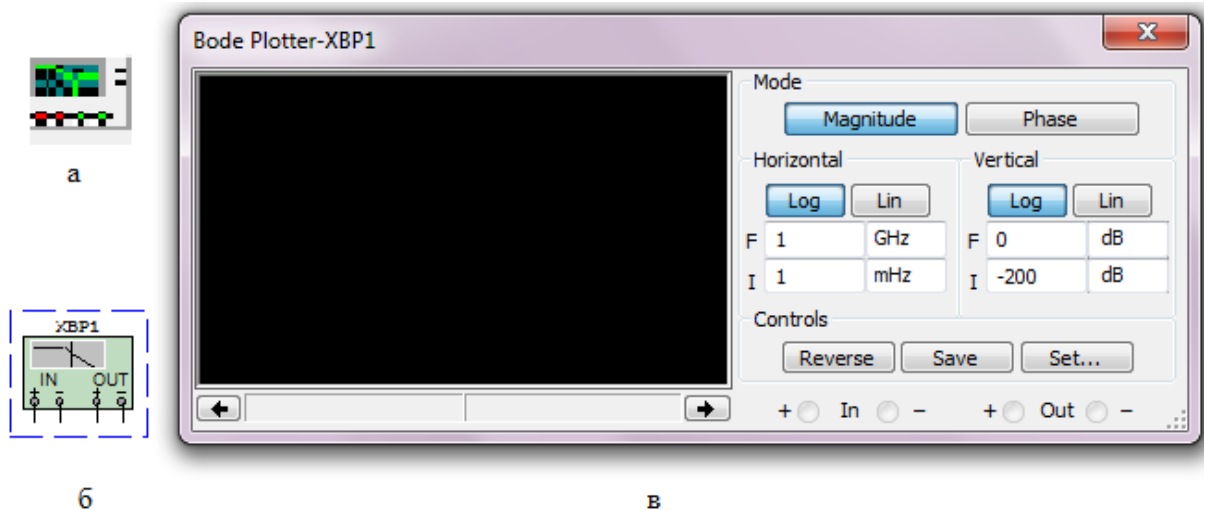 Bode Plotter-XBP1
Mode
Magnitude Phase
Horizontal Vertical
Log Lin Log Lin
F 1 GHz F 0 dB
I 1 mHz I -200 dB
Controls
Reverse Save Set...
+ In - + Out -
а
XBP1
IN OUT
+ - + -
б
в